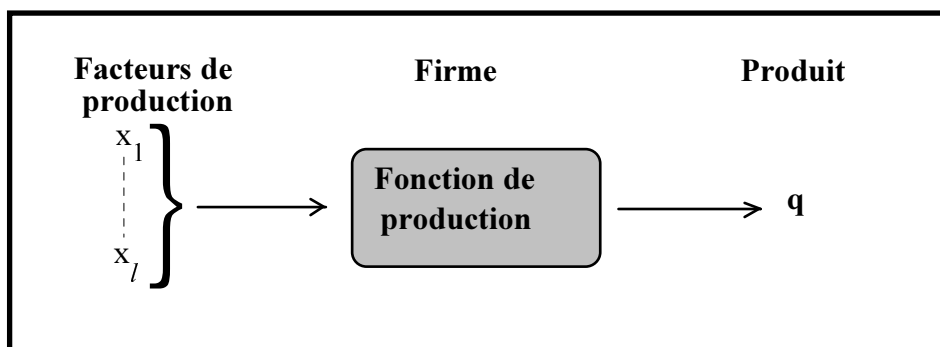 Facteurs de
production
Firme
Produit
x1
xl
Fonction de
production
q